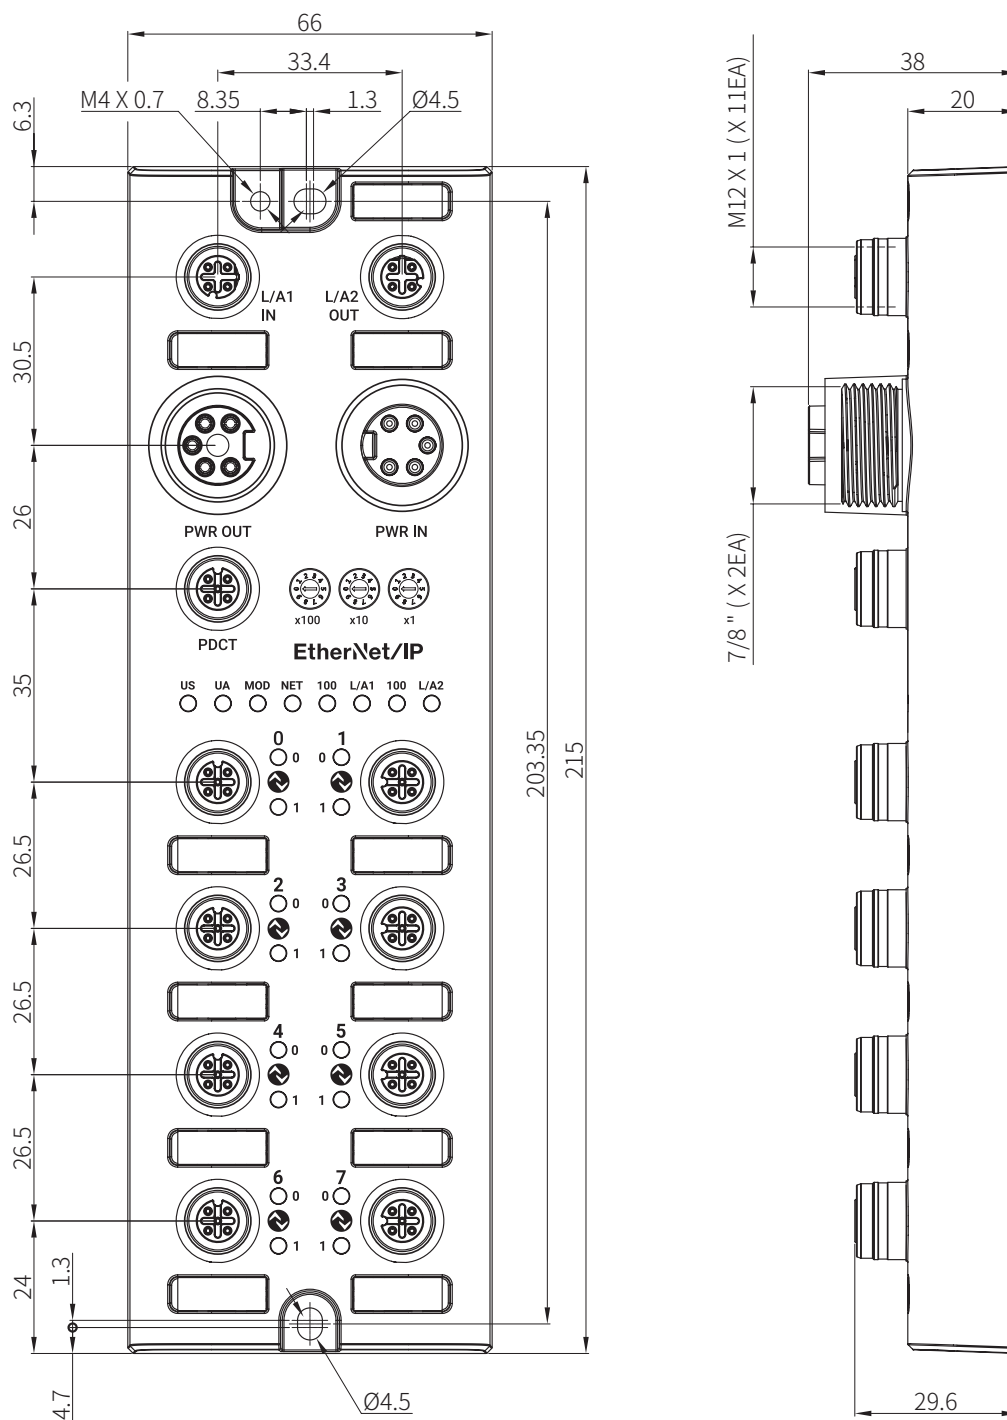 66
33.4
38
M4 X 0.7
8.35
1.3
Ø4.5
20
6.3
M12 X 1 ( X 11EA)
L/A1
IN
L/A2
OUT
30.5
PWR OUT
PWR IN
26
7/8 " ( X 2EA)
x100
x10
x1
PDCT
EtherNet/IP
35
US
UA
MOD
NET
100
L/A1
100
L/A2
203.35
215
0
1
0
0
1
1
26.5
2
3
0
0
1
1
26.5
4
5
0
0
1
1
26.5
6
7
0
0
1
1
24
1.3
4.7
Ø4.5
29.6